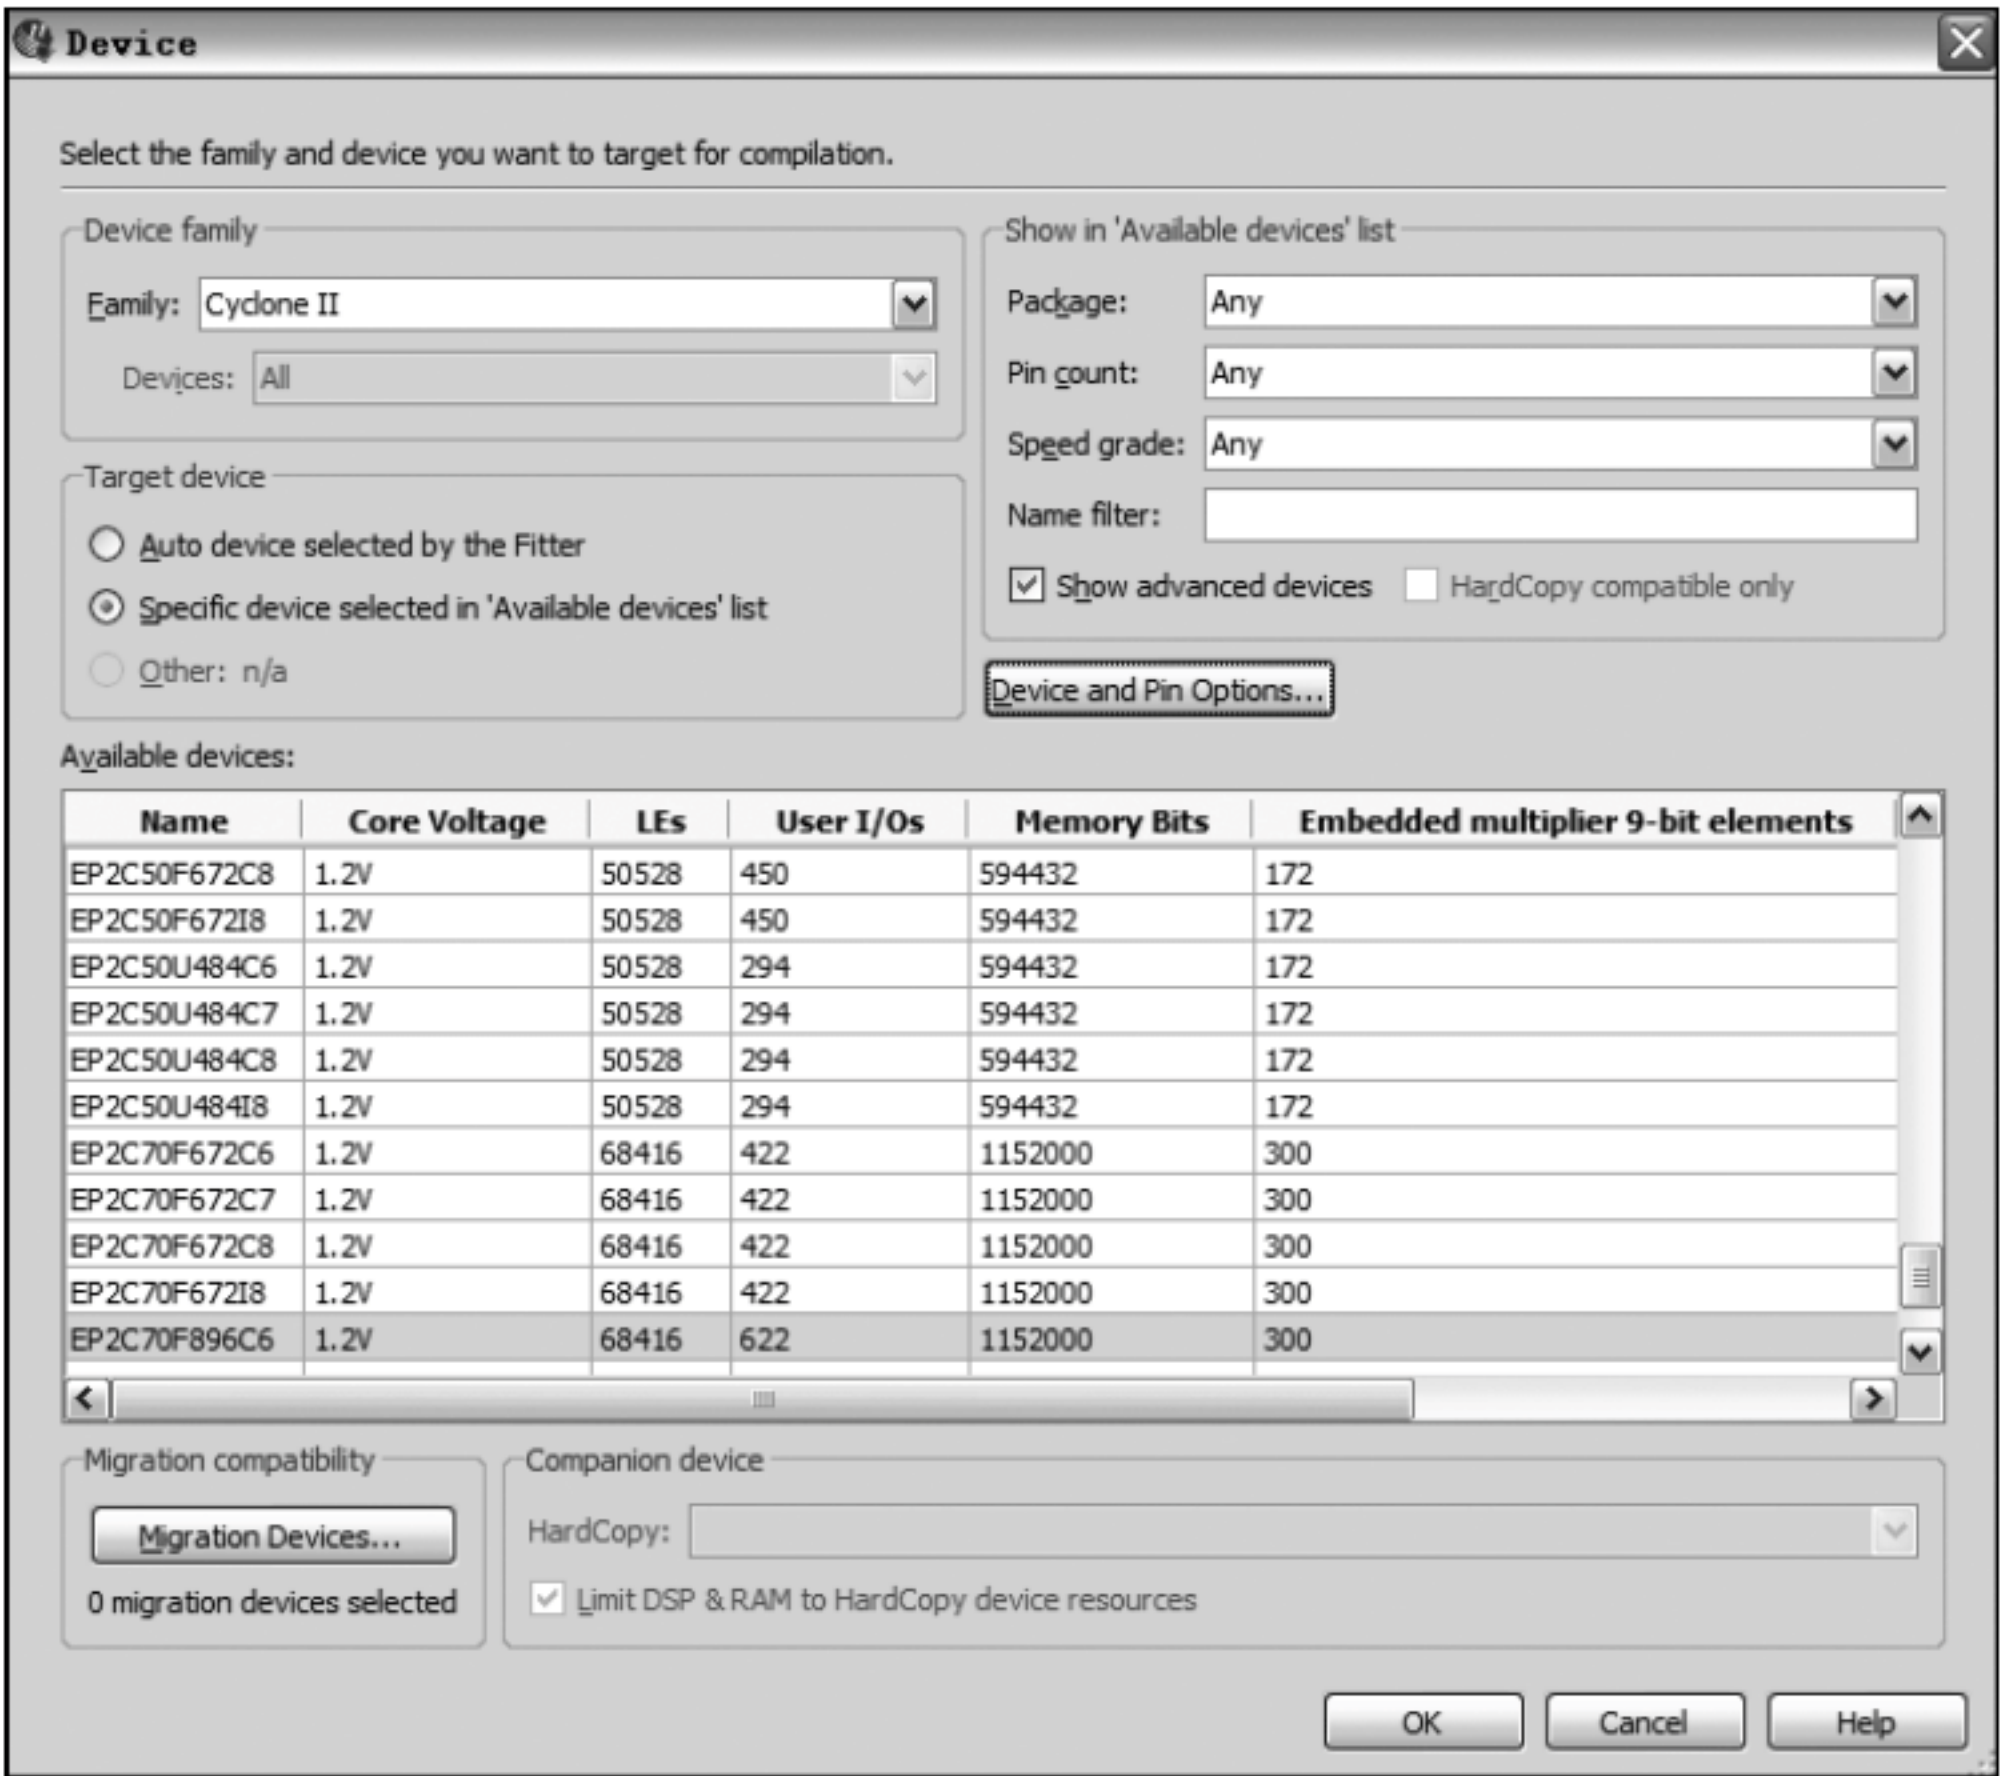 Device
Select the family and device you want to target for compilation.
Device family
Family: Cyclone II
Devices: All
Show in 'Available devices' list
Package: Any
Pin count: Any
Speed grade: Any
Name filter:
Show advanced devices HardCopy compatible only
Target device
Auto device selected by the Fitter
Specific device selected in 'Available devices' list
Other: n/a
Device and Pin Options...
Available devices:
Name Core Voltage LEs User I/Os Memory Bits Embedded multiplier 9-bit elements
EP2C50F672C8 1.2V 50528 450 594432 172
EP2C50F672I8 1.2V 50528 450 594432 172
EP2C50U484C6 1.2V 50528 294 594432 172
EP2C50U484C7 1.2V 50528 294 594432 172
EP2C50U484C8 1.2V 50528 294 594432 172
EP2C50U484I8 1.2V 50528 294 594432 172
EP2C70F672C6 1.2V 68416 422 1152000 300
EP2C70F672C7 1.2V 68416 422 1152000 300
EP2C70F672C8 1.2V 68416 422 1152000 300
EP2C70F672I8 1.2V 68416 422 1152000 300
EP2C70F896C6 1.2V 68416 622 1152000 300
Migration compatibility
Migration Devices...
0 migration devices selected
Companion device
HardCopy:
Limit DSP & RAM to HardCopy device resources
OK Cancel Help